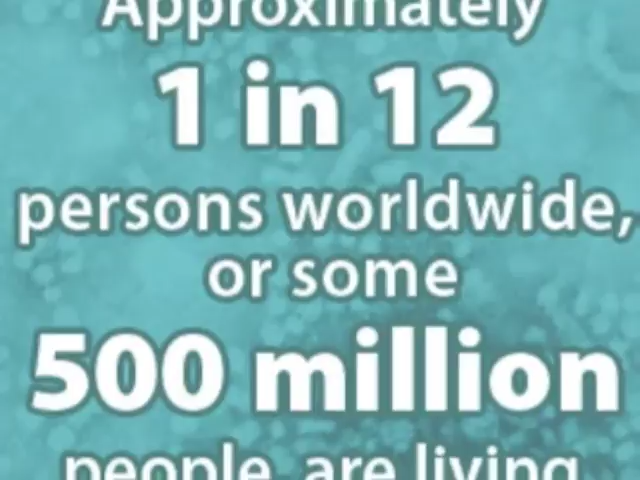 Approximately
1 in 12
persons worldwide,
or some
500 million
people, are living